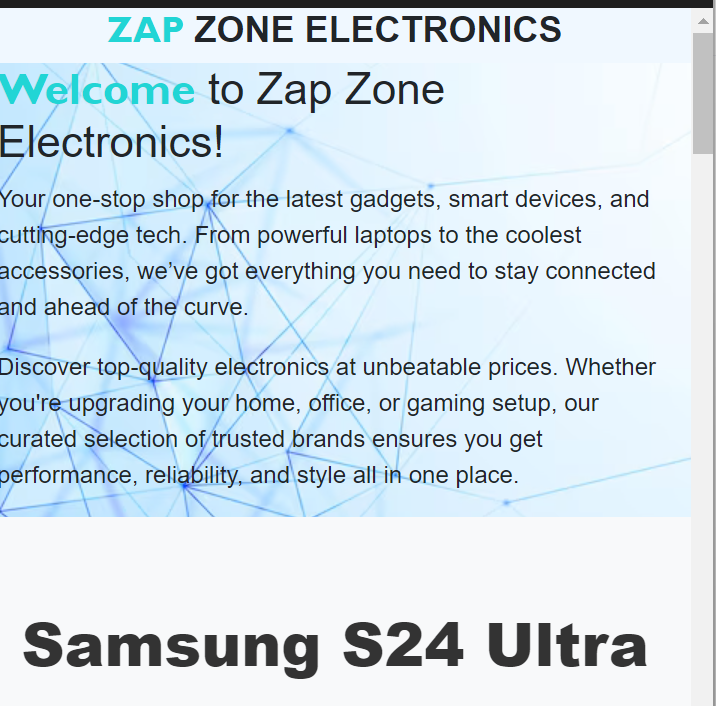 ZAP ZONE ELECTRONICS
Welcome to Zap Zone
Electronics!
Your one-stop shop for the latest gadgets, smart devices, and
cutting-edge tech. From powerful laptops to the coolest
accessories, we’ve got everything you need to stay connected
and ahead of the curve.
Discover top-quality electronics at unbeatable prices. Whether
you're upgrading your home, office, or gaming setup, our
curated selection of trusted brands ensures you get
performance, reliability, and style all in one place.
Samsung S24 Ultra